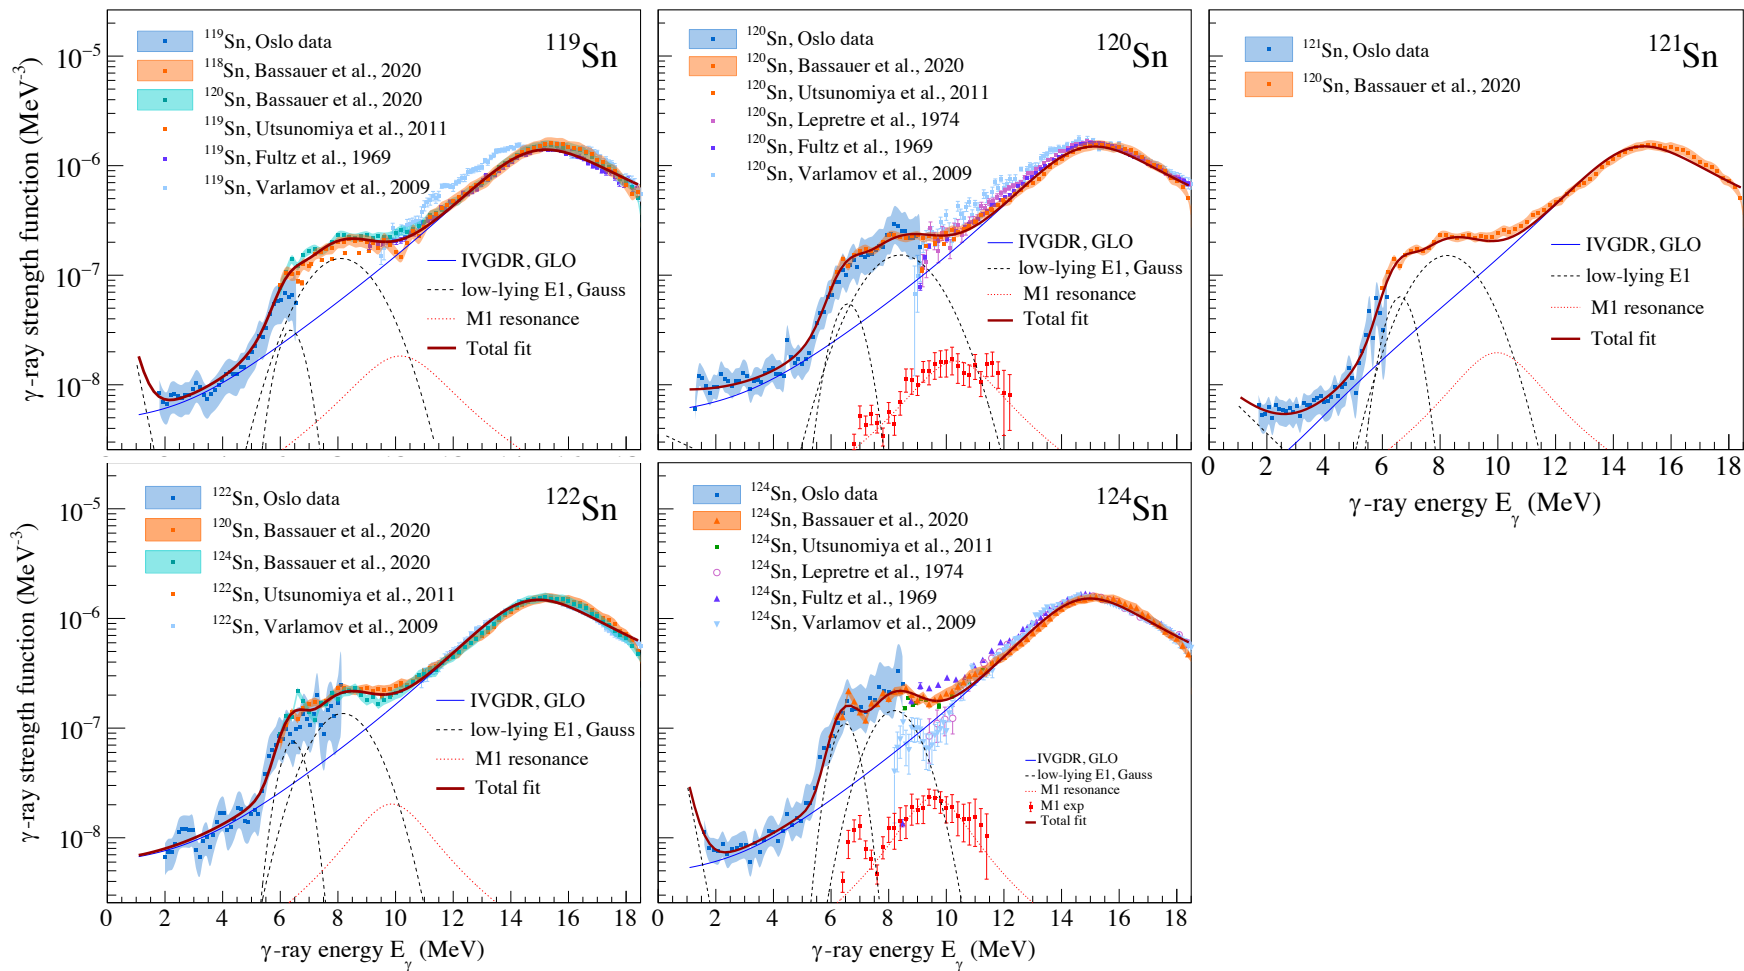 γ-ray strength function (MeV⁻³)
10⁻⁵
10⁻⁶
10⁻⁷
10⁻⁸
¹¹⁹Sn
¹¹⁹Sn, Oslo data
¹¹⁸Sn, Bassauer et al., 2020
¹²⁰Sn, Bassauer et al., 2020
¹¹⁹Sn, Utsunomiya et al., 2011
¹¹⁹Sn, Fultz et al., 1969
¹¹⁹Sn, Varlamov et al., 2009
IVGDR, GLO
low-lying E1, Gauss
M1 resonance
Total fit
¹²⁰Sn
¹²⁰Sn, Oslo data
¹²⁰Sn, Bassauer et al., 2020
¹²⁰Sn, Utsunomiya et al., 2011
¹²⁰Sn, Lepretre et al., 1974
¹²⁰Sn, Fultz et al., 1969
¹²⁰Sn, Varlamov et al., 2009
IVGDR, GLO
low-lying E1, Gauss
M1 resonance
Total fit
¹²¹Sn
¹²¹Sn, Oslo data
¹²⁰Sn, Bassauer et al., 2020
IVGDR, GLO
low-lying E1
M1 resonance
Total fit
0 2 4 6 8 10 12 14 16 18
γ-ray energy E_γ (MeV)
γ-ray strength function (MeV⁻³)
10⁻⁵
10⁻⁶
10⁻⁷
10⁻⁸
¹²²Sn
¹²²Sn, Oslo data
¹²⁰Sn, Bassauer et al., 2020
¹²⁴Sn, Bassauer et al., 2020
¹²²Sn, Utsunomiya et al., 2011
¹²²Sn, Varlamov et al., 2009
IVGDR, GLO
low-lying E1, Gauss
M1 resonance
Total fit
0 2 4 6 8 10 12 14 16 18
γ-ray energy E_γ (MeV)
¹²⁴Sn
¹²⁴Sn, Oslo data
¹²⁴Sn, Bassauer et al., 2020
¹²⁴Sn, Utsunomiya et al., 2011
¹²⁴Sn, Lepretre et al., 1974
¹²⁴Sn, Fultz et al., 1969
¹²⁴Sn, Varlamov et al., 2009
IVGDR, GLO
low-lying E1, Gauss
M1 resonance
M1 exp
Total fit
0 2 4 6 8 10 12 14 16 18
γ-ray energy E_γ (MeV)